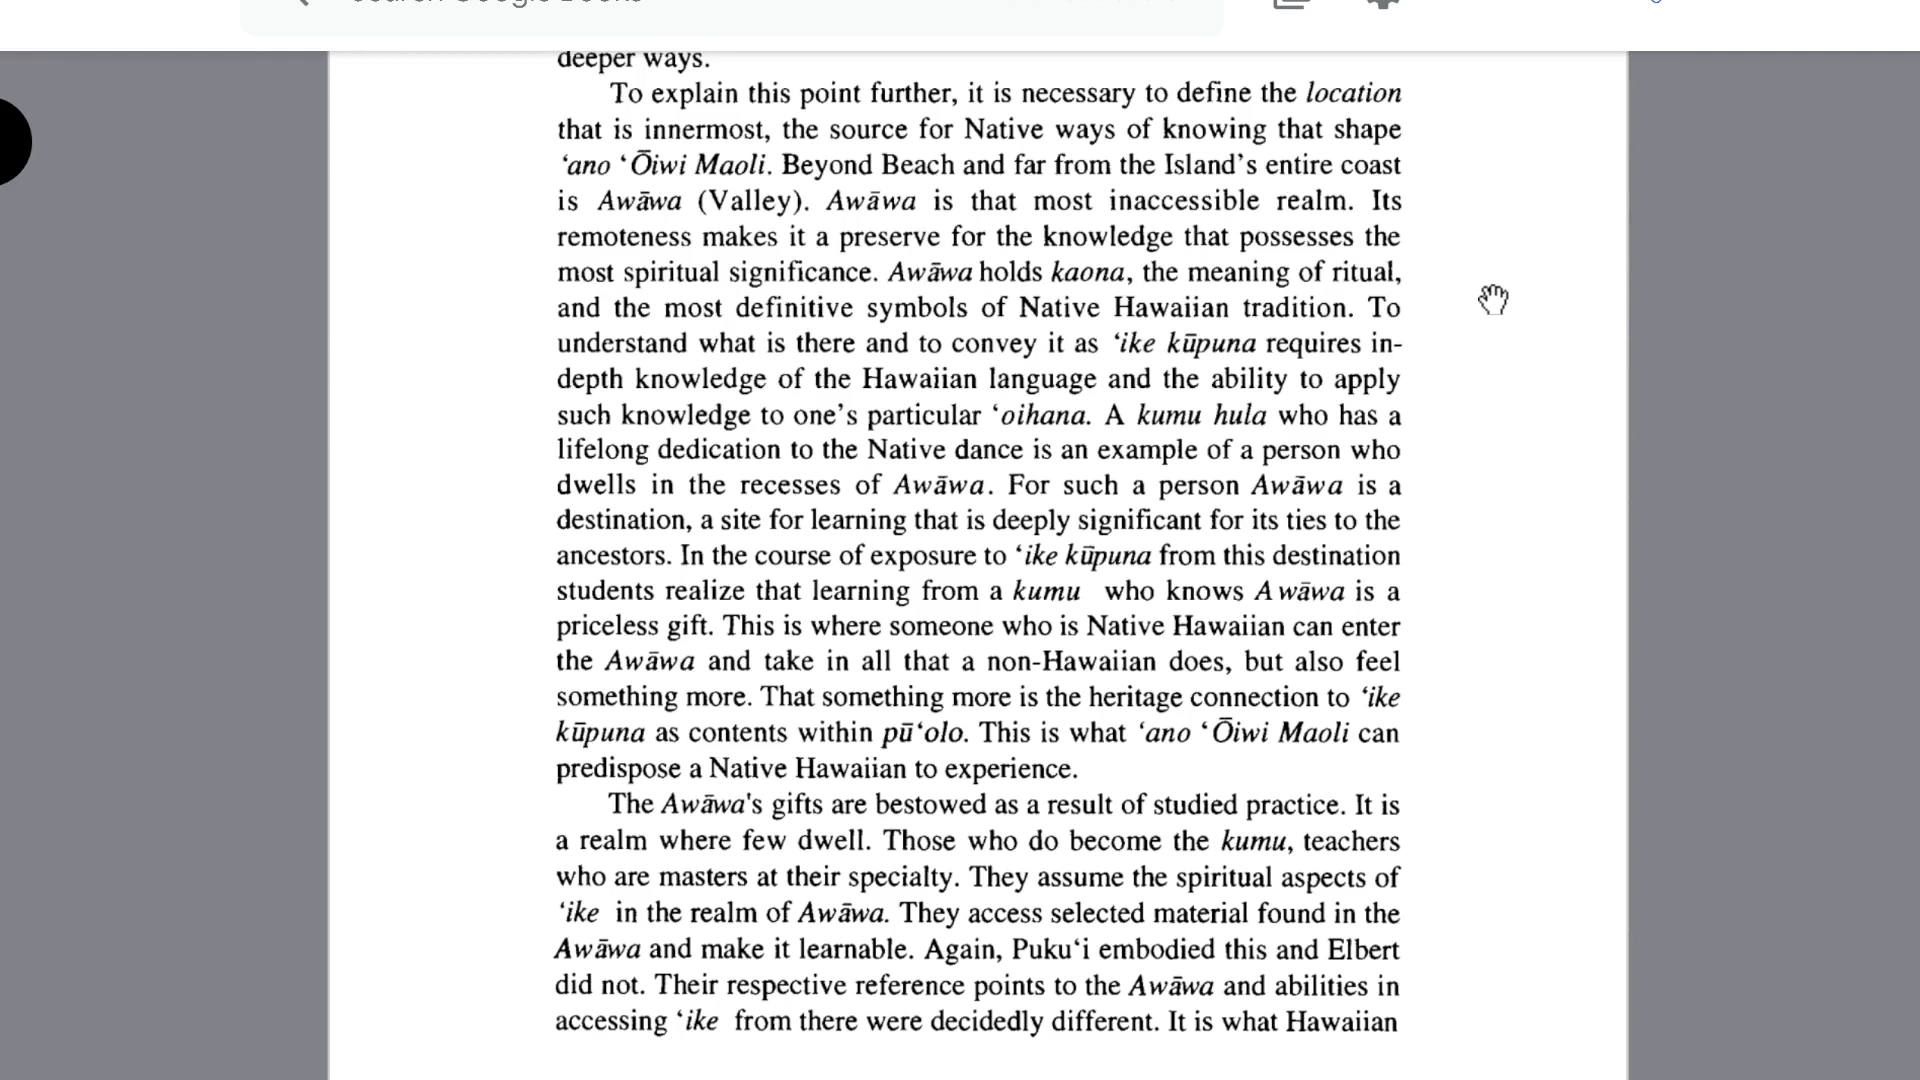 deeper ways.
To explain this point further, it is necessary to define the location
that is innermost, the source for Native ways of knowing that shape
ʻano ʻŌiwi Maoli. Beyond Beach and far from the Island's entire coast
is Awāwa (Valley). Awāwa is that most inaccessible realm. Its
remoteness makes it a preserve for the knowledge that possesses the
most spiritual significance. Awāwa holds kaona, the meaning of ritual,
and the most definitive symbols of Native Hawaiian tradition. To
understand what is there and to convey it as ʻike kūpuna requires in-
depth knowledge of the Hawaiian language and the ability to apply
such knowledge to one's particular ʻoihana. A kumu hula who has a
lifelong dedication to the Native dance is an example of a person who
dwells in the recesses of Awāwa. For such a person Awāwa is a
destination, a site for learning that is deeply significant for its ties to the
ancestors. In the course of exposure to ʻike kūpuna from this destination
students realize that learning from a kumu who knows Awāwa is a
priceless gift. This is where someone who is Native Hawaiian can enter
the Awāwa and take in all that a non-Hawaiian does, but also feel
something more. That something more is the heritage connection to ʻike
kūpuna as contents within pūʻolo. This is what ʻano ʻŌiwi Maoli can
predispose a Native Hawaiian to experience.
The Awāwa's gifts are bestowed as a result of studied practice. It is
a realm where few dwell. Those who do become the kumu, teachers
who are masters at their specialty. They assume the spiritual aspects of
ʻike in the realm of Awāwa. They access selected material found in the
Awāwa and make it learnable. Again, Pukuʻi embodied this and Elbert
did not. Their respective reference points to the Awāwa and abilities in
accessing ʻike from there were decidedly different. It is what Hawaiian